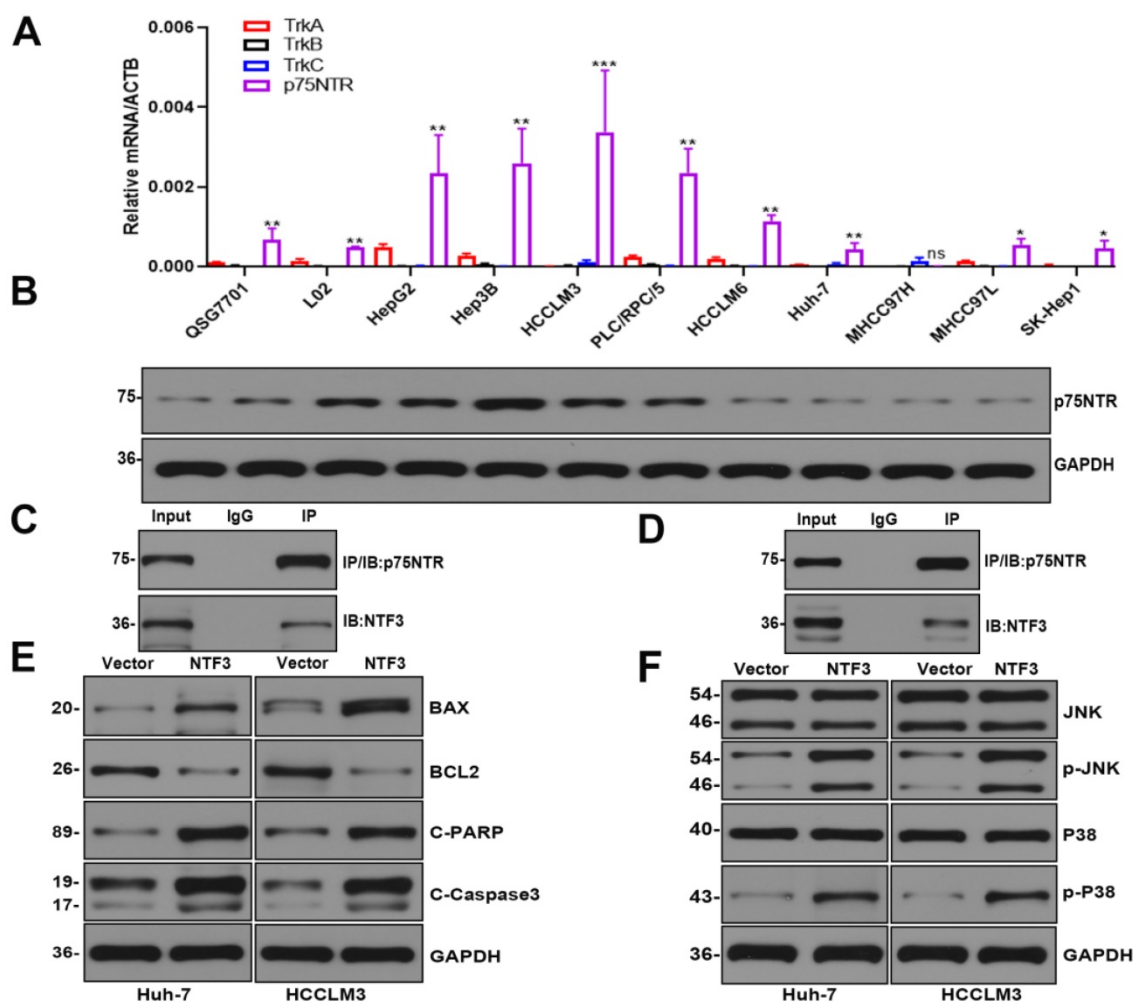 A
Relative mRNA/ACTB
0.006
0.004
0.002
0.000
TrkA
TrkB
TrkC
p75NTR
** ** ** ** *** ** ** ** ns * *
QSG7701 L02 HepG2 Hep3B HCCLM3 PLC/RPC/5 HCCLM6 Huh-7 MHCC97H MHCC97L SK-Hep1
B
75- p75NTR
36- GAPDH
C
Input IgG IP
75- IP/IB:p75NTR
36- IB:NTF3
D
Input IgG IP
75- IP/IB:p75NTR
36- IB:NTF3
E
Vector NTF3 Vector NTF3
20- BAX
26- BCL2
89- C-PARP
19-
17- C-Caspase3
36- GAPDH
Huh-7 HCCLM3
F
Vector NTF3 Vector NTF3
54-
46- JNK
54-
46- p-JNK
40- P38
43- p-P38
36- GAPDH
Huh-7 HCCLM3